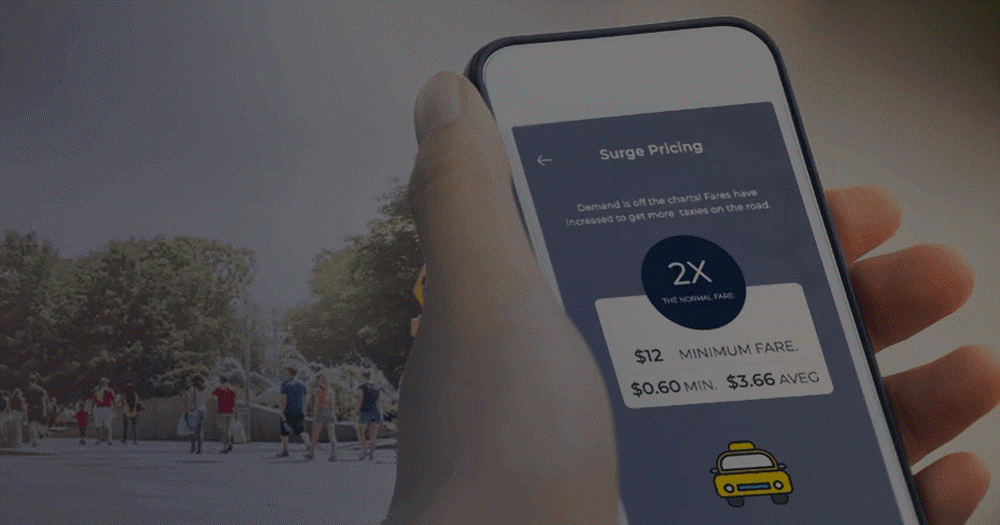 Surge Pricing
Demand is off the charts! Fares have
increased to get more taxies on the road.
2X
THE NORMAL FARE.
$12 MINIMUM FARE.
$0.60 MIN. $3.66 AVEG